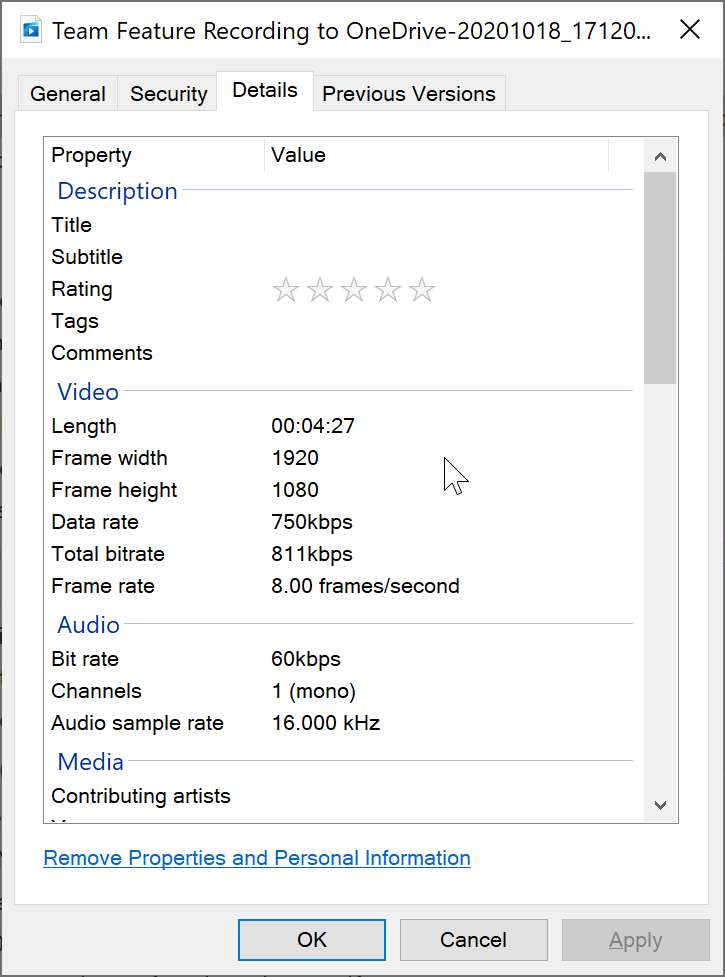 Team Feature Recording to OneDrive-20201018_17120...
General Security Details Previous Versions
Property Value
Description
Title
Subtitle
Rating
Tags
Comments
Video
Length 00:04:27
Frame width 1920
Frame height 1080
Data rate 750kbps
Total bitrate 811kbps
Frame rate 8.00 frames/second
Audio
Bit rate 60kbps
Channels 1 (mono)
Audio sample rate 16.000 kHz
Media
Contributing artists
Remove Properties and Personal Information
OK Cancel Apply